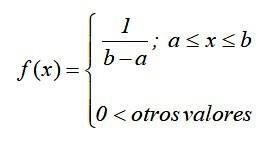 f(x) = { 1/(b−a) ; a ≤ x ≤ b
0 < otros valores